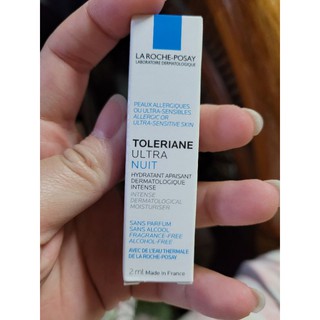 LA ROCHE-POSAY
LABORATOIRE DERMATOLOGIQUE
PEAUX ALLERGIQUES
OU ULTRA-SENSIBLES
ALLERGIC OR
ULTRA-SENSITIVE SKIN
TOLERIANE
ULTRA
NUIT
HYDRATANT APAISANT
DERMATOLOGIQUE
INTENSE
INTENSE
DERMATOLOGICAL
MOISTURISER
SANS PARFUM
SANS ALCOOL
FRAGRANCE-FREE
ALCOHOL-FREE
AVEC DE L'EAU THERMALE
DE LA ROCHE-POSAY
2 ml Made in France